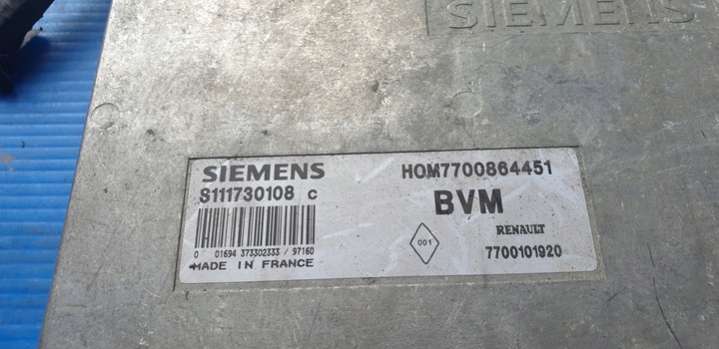 SIEMENS
SIEMENS
HOM7700864451
S111730108 C
BVM
001
RENAULT
0 01694 373302333 / 97160
7700101920
MADE IN FRANCE